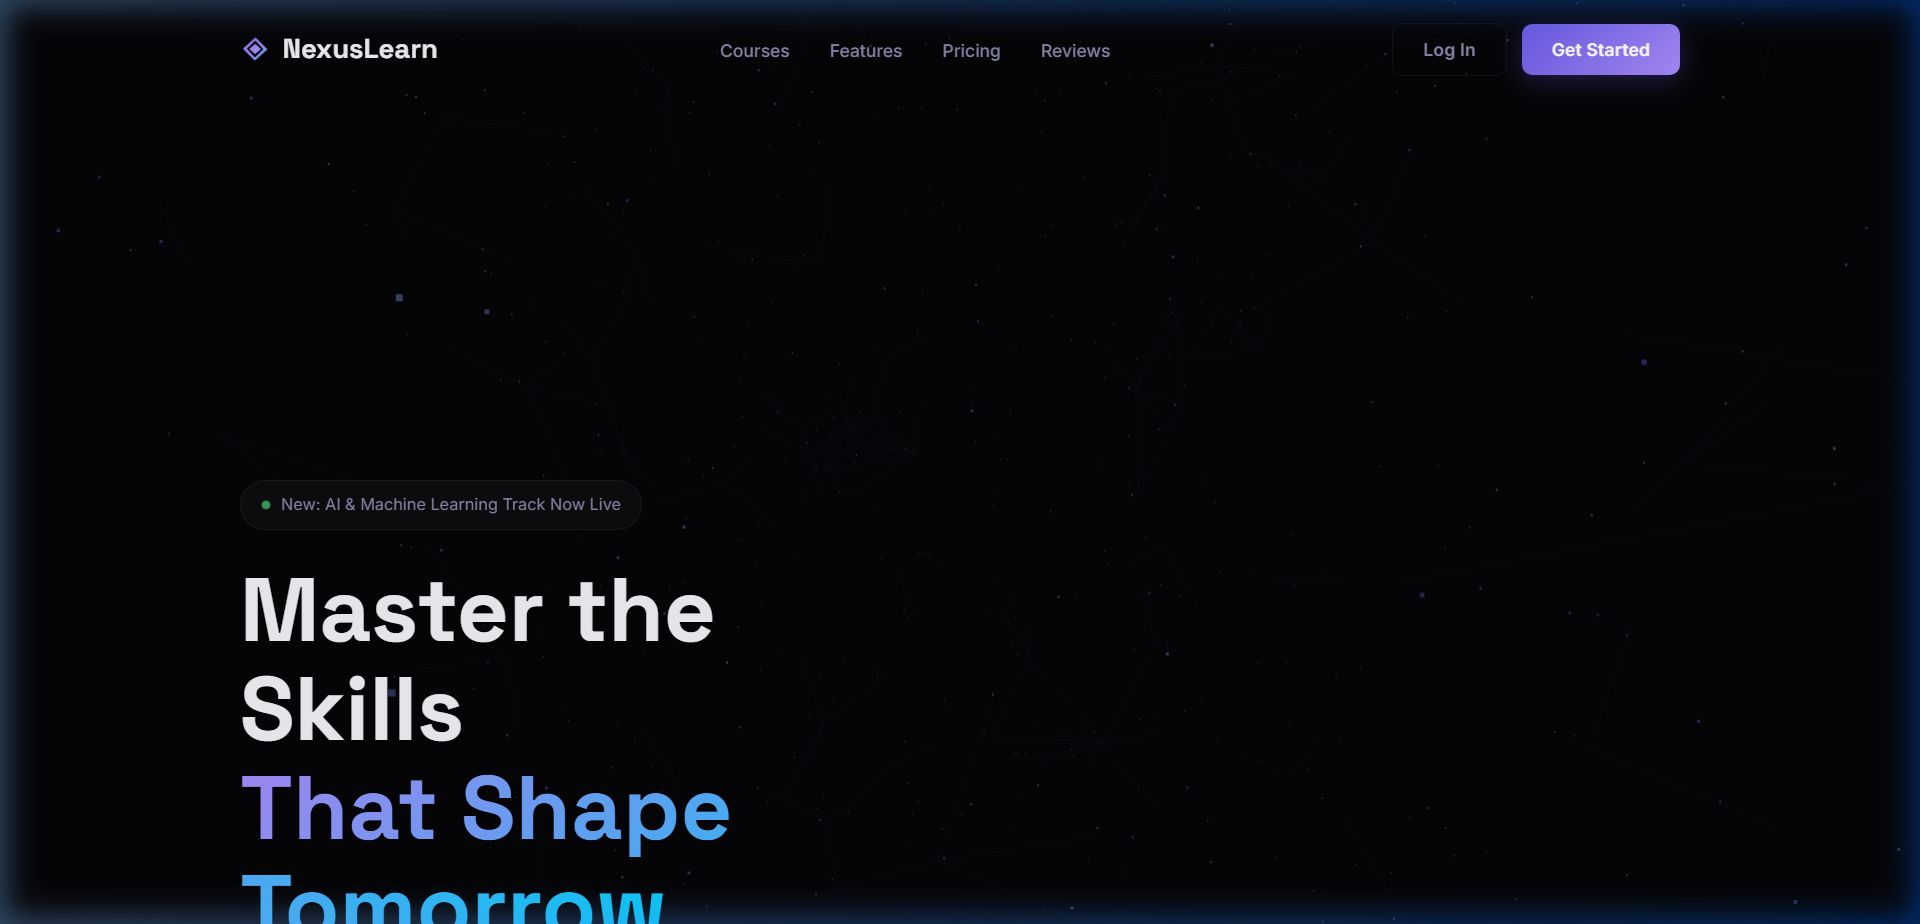 NexusLearn
Courses
Features
Pricing
Reviews
Log In
Get Started
New: AI & Machine Learning Track Now Live
Master the
Skills
That Shape
Tomorrow